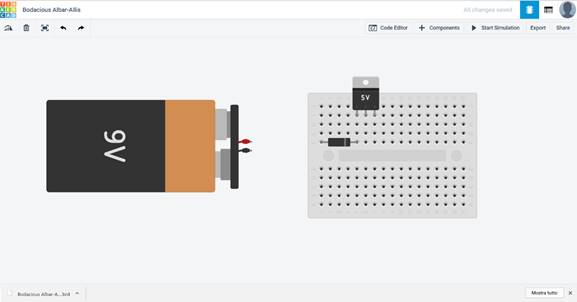 TIN
KER
CAD
Bodacious Albar-Allis
All changes saved
Code Editor
Components
Start Simulation
Export
Share
5V
9V
Bodacious Albar-A....brd
Mostra tutto